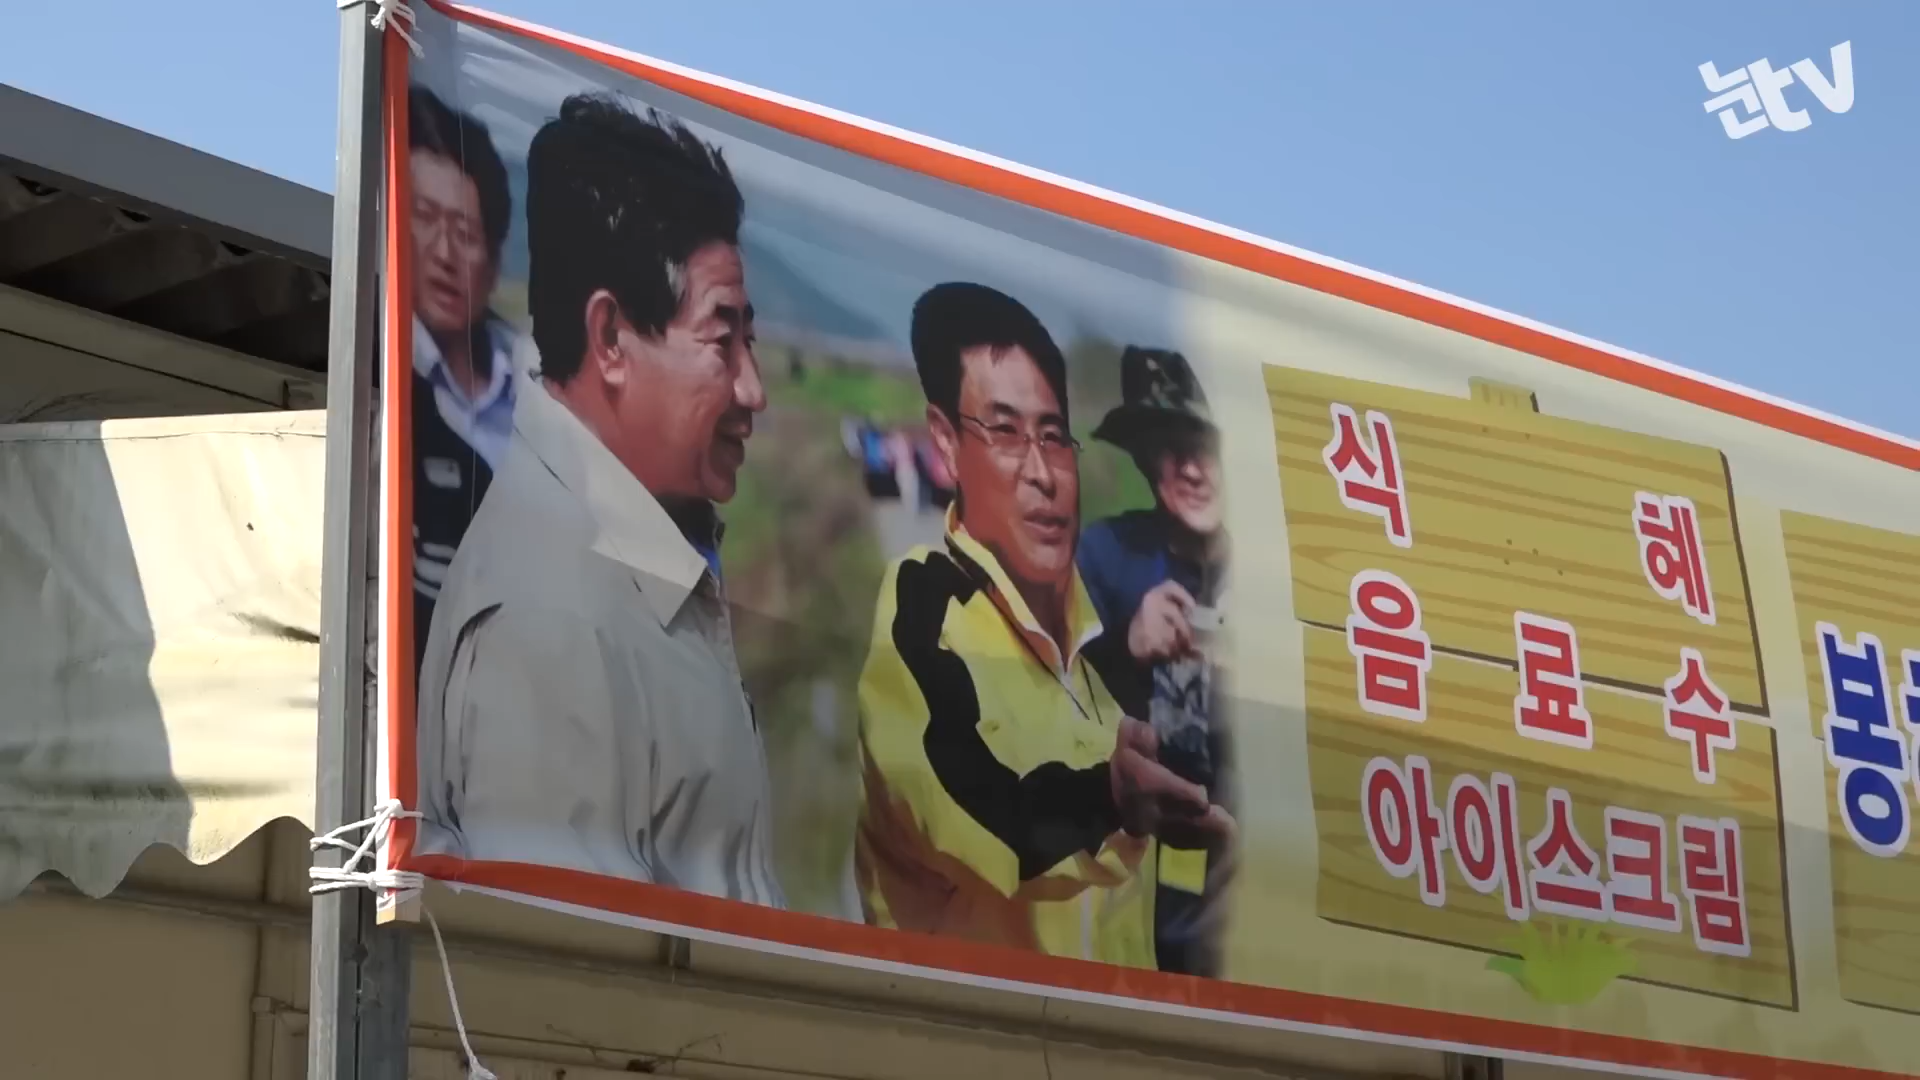 눈tv
식 혜
음 료 수
아이스크림
봉